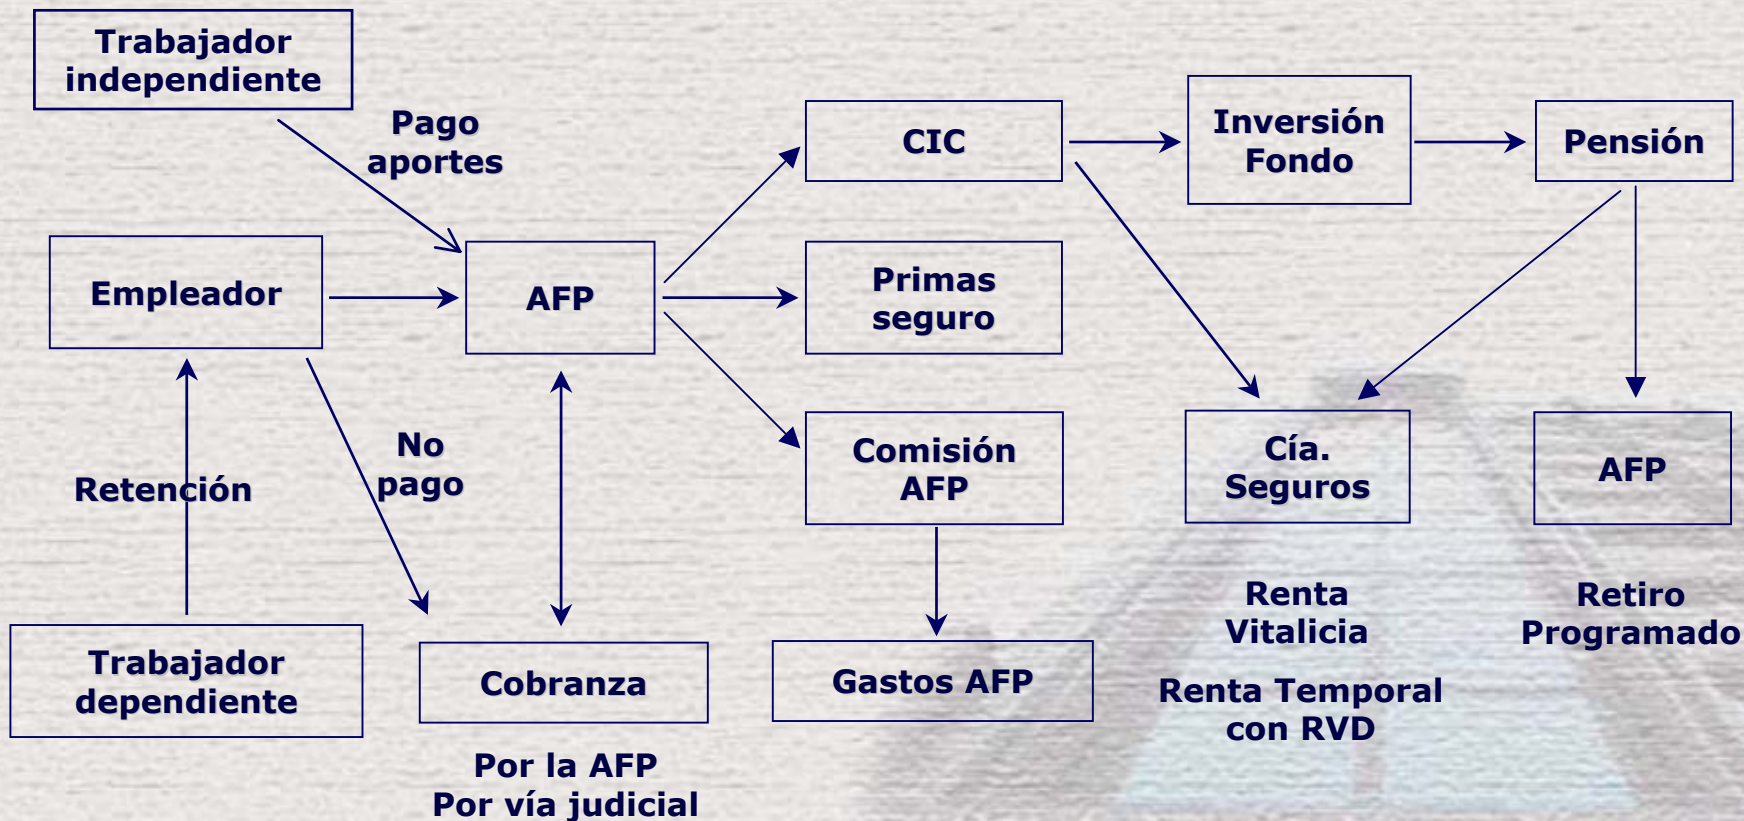 Trabajador
independiente
Pago
aportes
CIC
Inversión
Fondo
Pensión
Empleador
AFP
Primas
seguro
Retención
No
pago
Comisión
AFP
Cía.
Seguros
AFP
Trabajador
dependiente
Cobranza
Gastos AFP
Renta
Vitalicia
Renta Temporal
con RVD
Retiro
Programado
Por la AFP
Por vía judicial